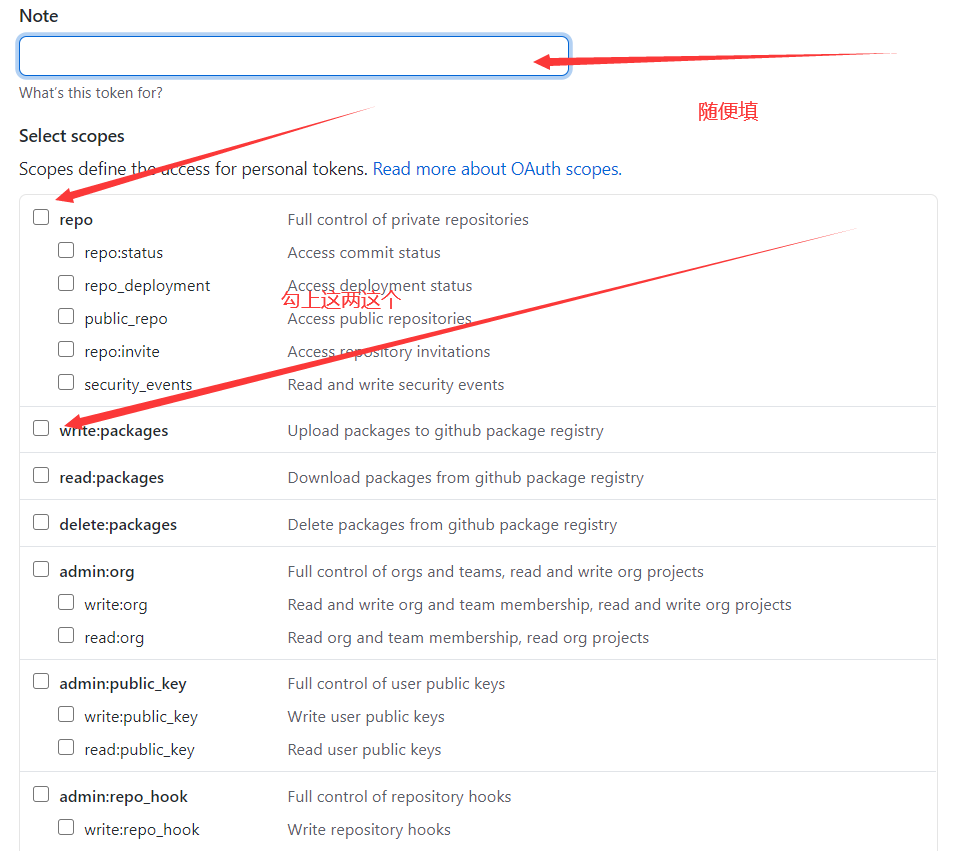 Note
What's this token for?
随便填
Select scopes
Scopes define the access for personal tokens. Read more about OAuth scopes.
repo Full control of private repositories
repo:status Access commit status
repo_deployment Access deployment status
勾上这两这个
public_repo Access public repositories
repo:invite Access repository invitations
security_events Read and write security events
write:packages Upload packages to github package registry
read:packages Download packages from github package registry
delete:packages Delete packages from github package registry
admin:org Full control of orgs and teams, read and write org projects
write:org Read and write org and team membership, read and write org projects
read:org Read org and team membership, read org projects
admin:public_key Full control of user public keys
write:public_key Write user public keys
read:public_key Read user public keys
admin:repo_hook Full control of repository hooks
write:repo_hook Write repository hooks